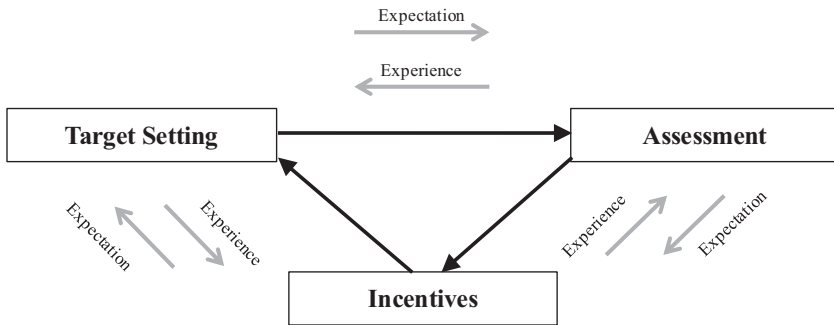 Expectation
Experience
Target Setting
Assessment
Expectation
Experience
Experience
Expectation
Incentives